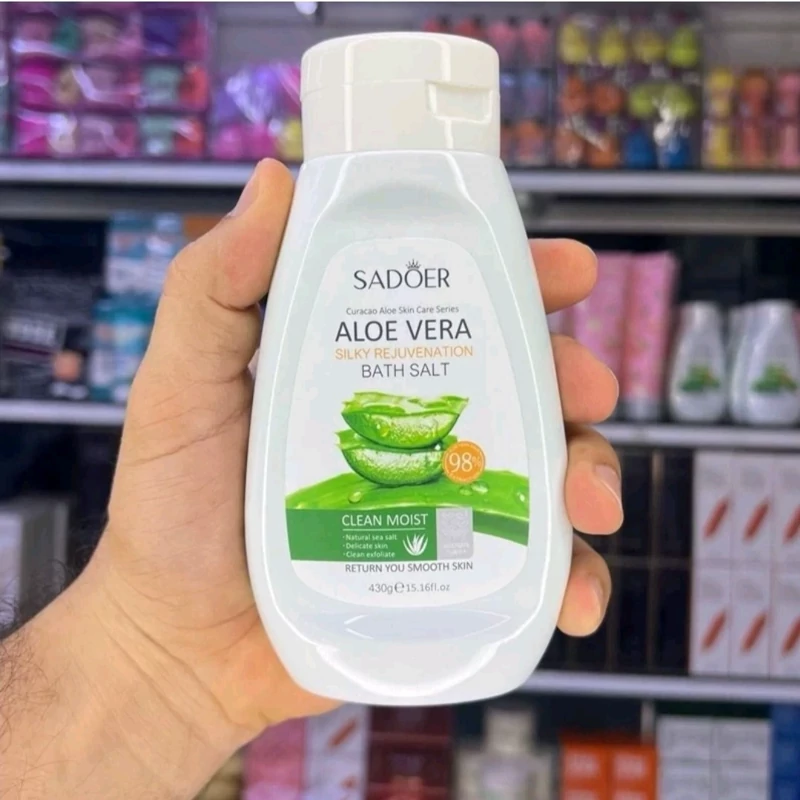 SADOER
Curacao Aloe Skin Care Series
ALOE VERA
SILKY REJUVENATION
BATH SALT
98%
CLEAN MOIST
·Natural sea salt
·Delicate skin
·Clean exfoliate
RETURN YOU SMOOTH SKIN
430g℮15.16fl.oz